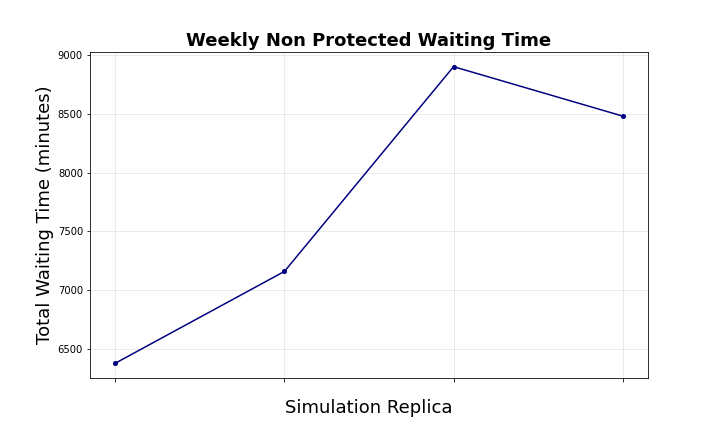 Weekly Non Protected Waiting Time
Total Waiting Time (minutes)
9000
8500
8000
7500
7000
6500
Simulation Replica